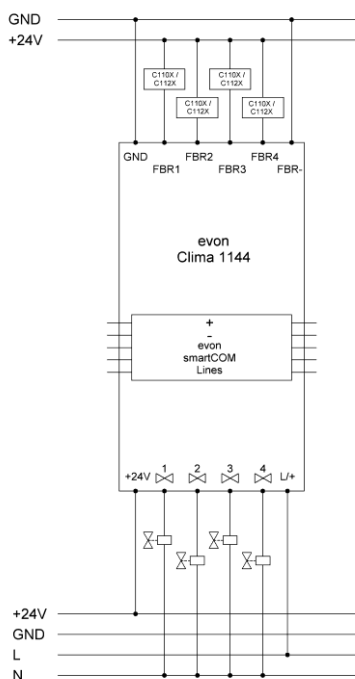 GND
+24V
C110X /
C112X
C110X /
C112X
C110X /
C112X
C110X /
C112X
GND FBR2 FBR4
FBR1 FBR3 FBR-
evon
Clima 1144
+
-
evon
smartCOM
Lines
+24V 1 2 3 4 L/+
+24V
GND
L
N